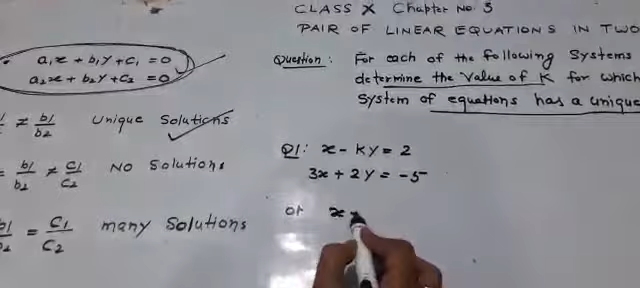 CLASS X Chapter No. 3
PAIR OF LINEAR EQUATIONS IN TWO
a₁x + b₁y + c₁ = 0
a₂x + b₂y + c₂ = 0
Question: For each of the following systems
determine the value of K for which
System of equations has a unique
≠ b1/b2 Unique Solutions
= b1/b2 ≠ C1/C2 No Solutions
b1/b2 = C1/C2 many Solutions
Q1: x - Ky = 2
3x + 2y = -5
or x